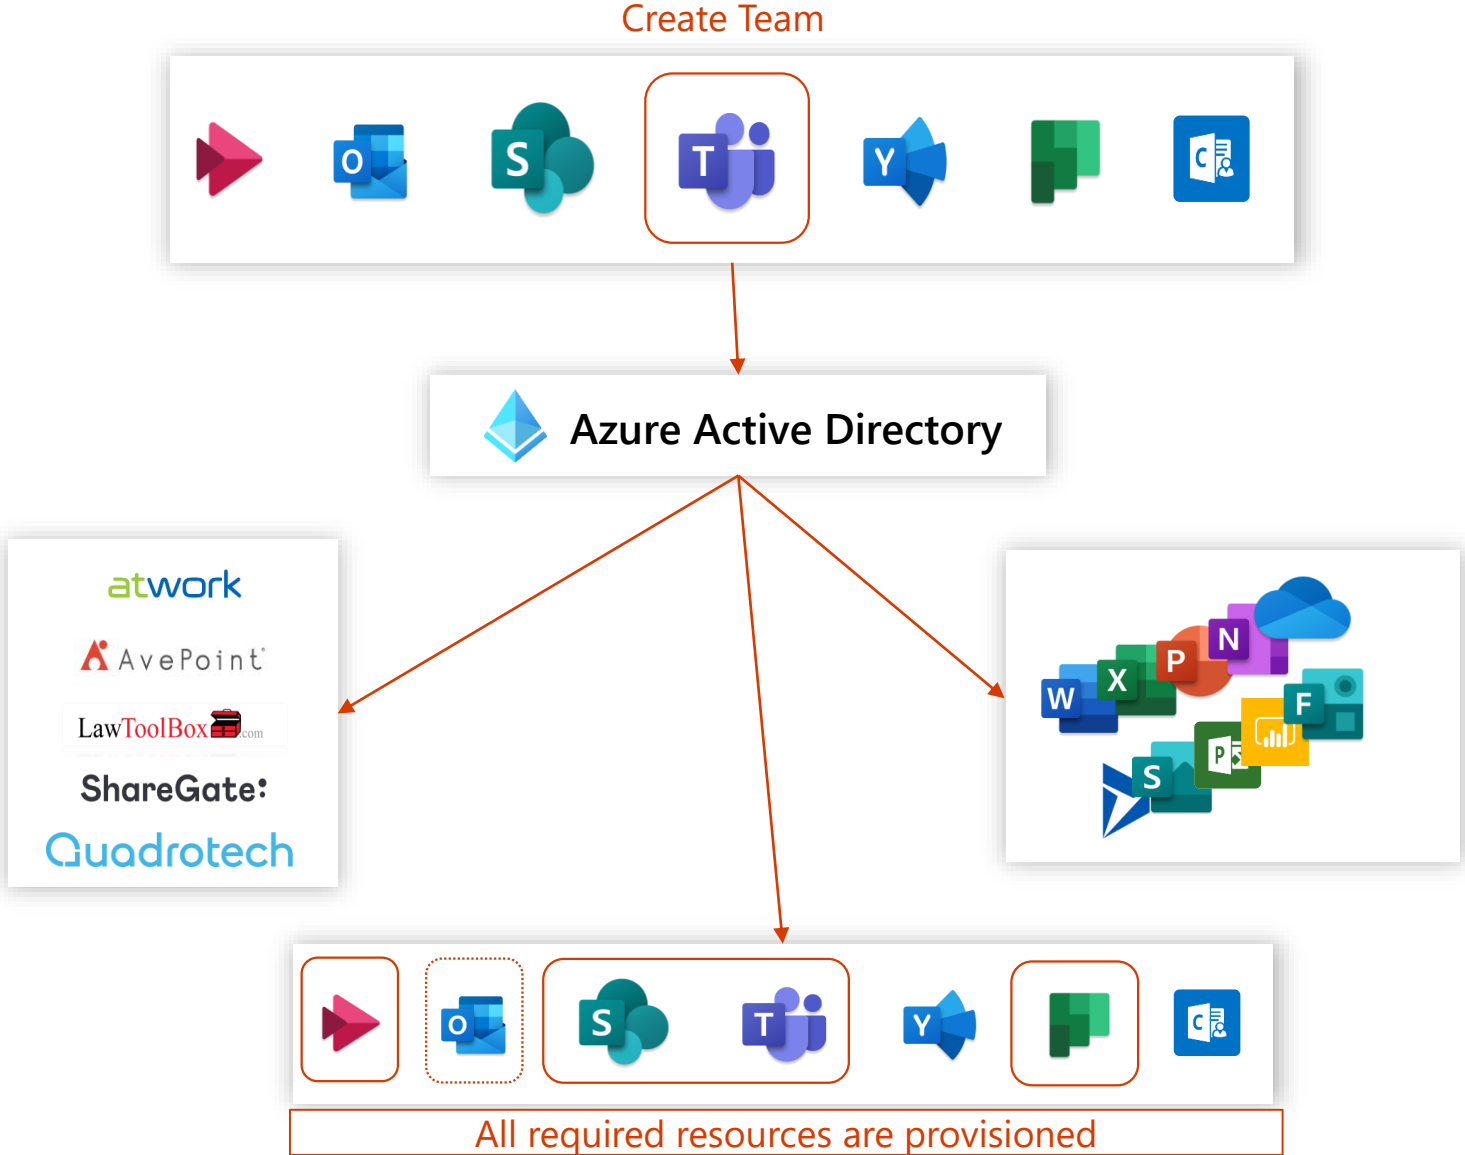 Create Team
O
S
T
Y
C
Azure Active Directory
atwork
AvePoint
LawToolBox.com
ShareGate:
Quadrotech
N
P
X
W
F
P
S
O
S
T
Y
C
All required resources are provisioned